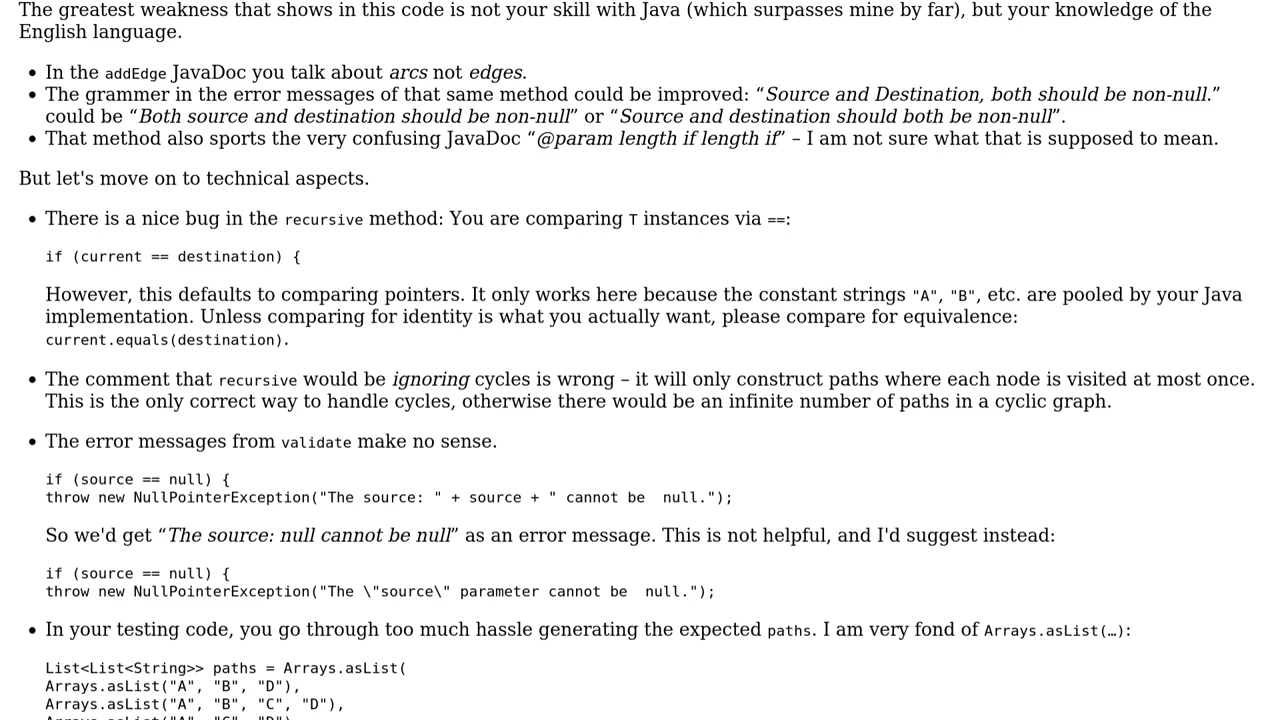 The greatest weakness that shows in this code is not your skill with Java (which surpasses mine by far), but your knowledge of the
English language.
• In the addEdge JavaDoc you talk about arcs not edges.
• The grammer in the error messages of that same method could be improved: “Source and Destination, both should be non-null.”
could be “Both source and destination should be non-null” or “Source and destination should both be non-null”.
• That method also sports the very confusing JavaDoc “@param length if length if” – I am not sure what that is supposed to mean.
But let's move on to technical aspects.
• There is a nice bug in the recursive method: You are comparing T instances via ==:
if (current == destination) {
However, this defaults to comparing pointers. It only works here because the constant strings "A", "B", etc. are pooled by your Java
implementation. Unless comparing for identity is what you actually want, please compare for equivalence:
current.equals(destination).
• The comment that recursive would be ignoring cycles is wrong – it will only construct paths where each node is visited at most once.
This is the only correct way to handle cycles, otherwise there would be an infinite number of paths in a cyclic graph.
• The error messages from validate make no sense.
if (source == null) {
throw new NullPointerException("The source: " + source + " cannot be  null.");
So we'd get “The source: null cannot be null” as an error message. This is not helpful, and I'd suggest instead:
if (source == null) {
throw new NullPointerException("The \"source\" parameter cannot be  null.");
• In your testing code, you go through too much hassle generating the expected paths. I am very fond of Arrays.asList(…):
List<List<String>> paths = Arrays.asList(
Arrays.asList("A", "B", "D"),
Arrays.asList("A", "B", "C", "D"),
Arrays.asList("A", "C", "D"),